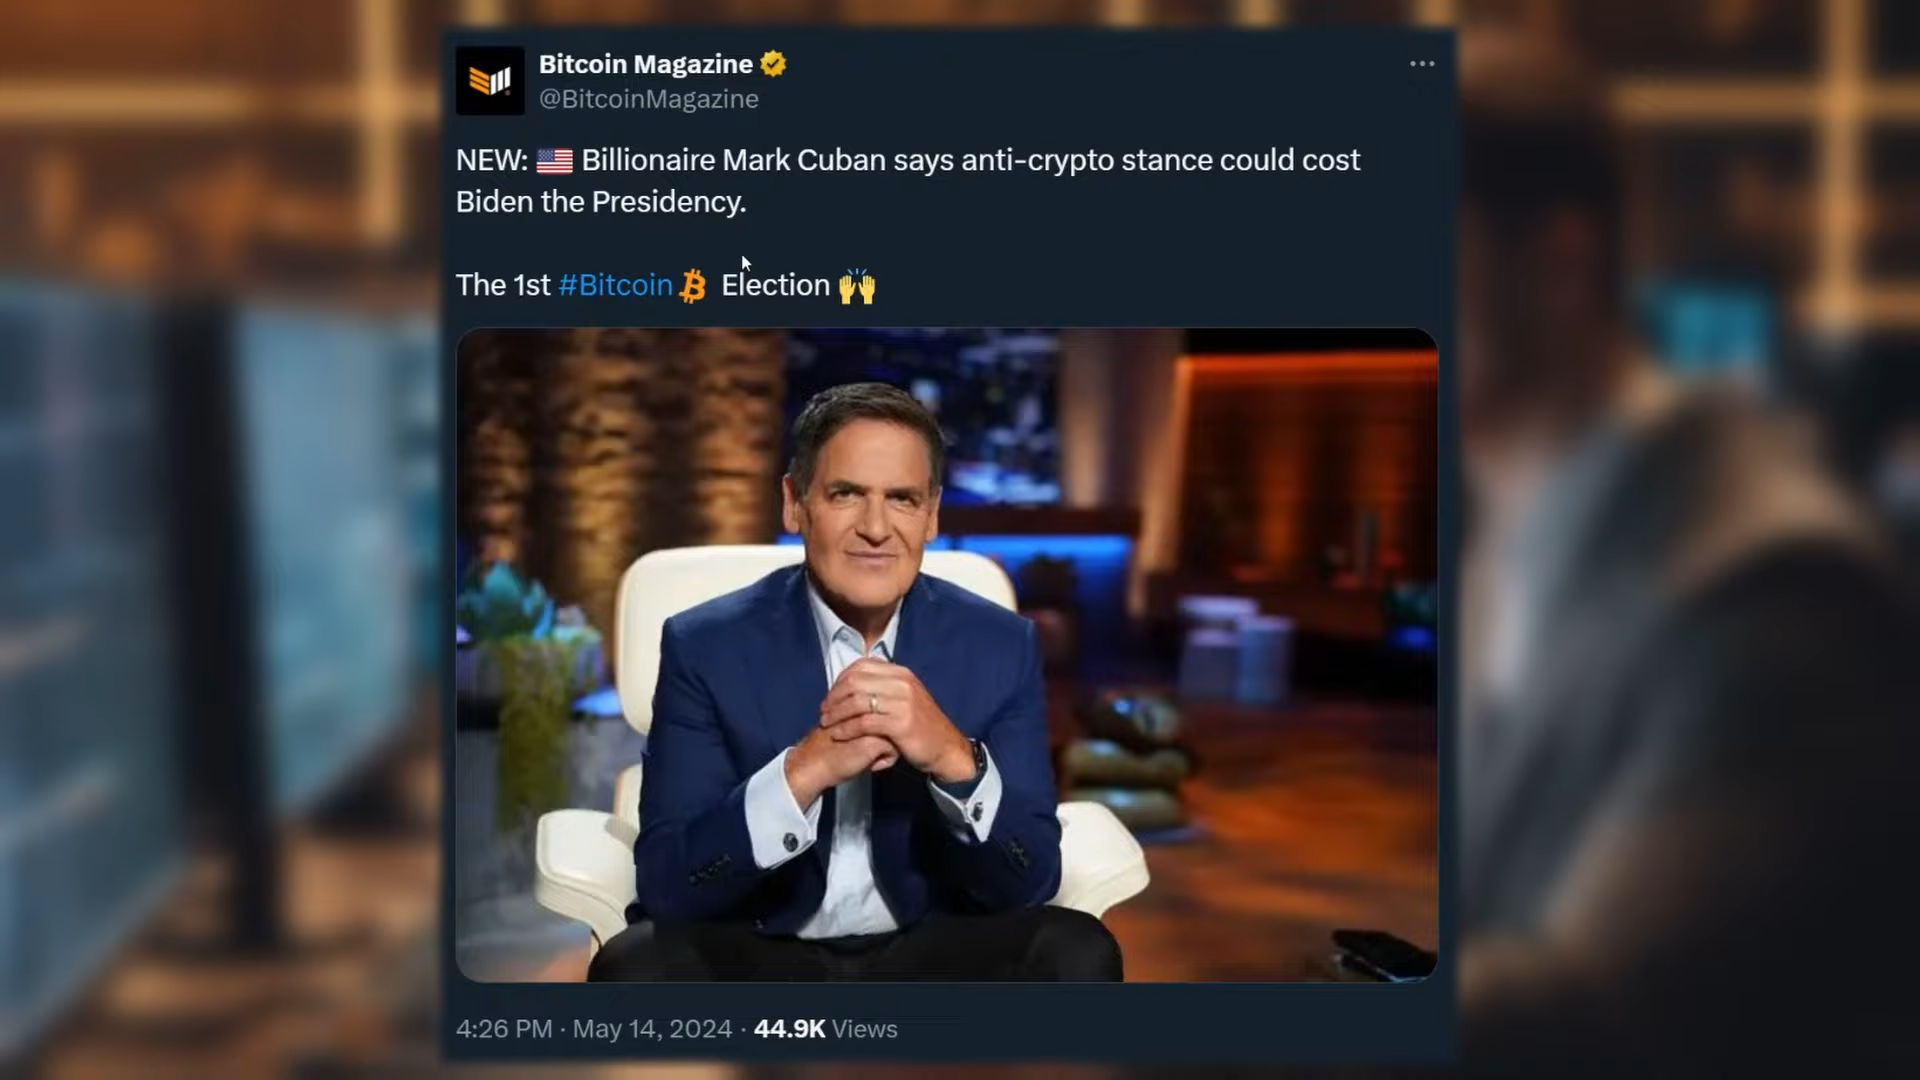 Bitcoin Magazine
@BitcoinMagazine
NEW: 🇺🇸 Billionaire Mark Cuban says anti-crypto stance could cost
Biden the Presidency.
The 1st #Bitcoin Election 🙌
4:26 PM · May 14, 2024 · 44.9K Views